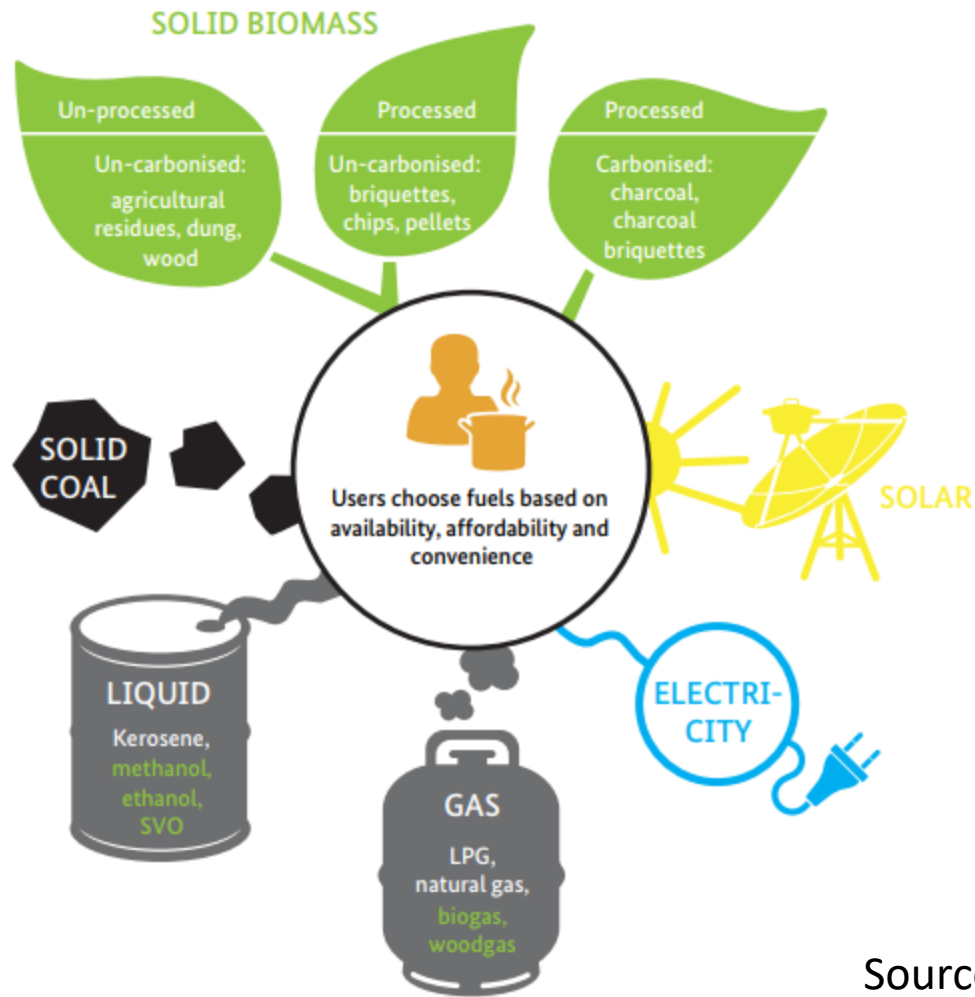 SOLID BIOMASS
Un-processed
Un-carbonised:
agricultural
residues, dung,
wood
Processed
Un-carbonised:
briquettes,
chips, pellets
Processed
Carbonised:
charcoal,
charcoal
briquettes
SOLID
COAL
Users choose fuels based on
availability, affordability and
convenience
SOLAR
LIQUID
Kerosene,
methanol,
ethanol,
SVO
GAS
LPG,
natural gas,
biogas,
woodgas
ELECTRI-
CITY
Source